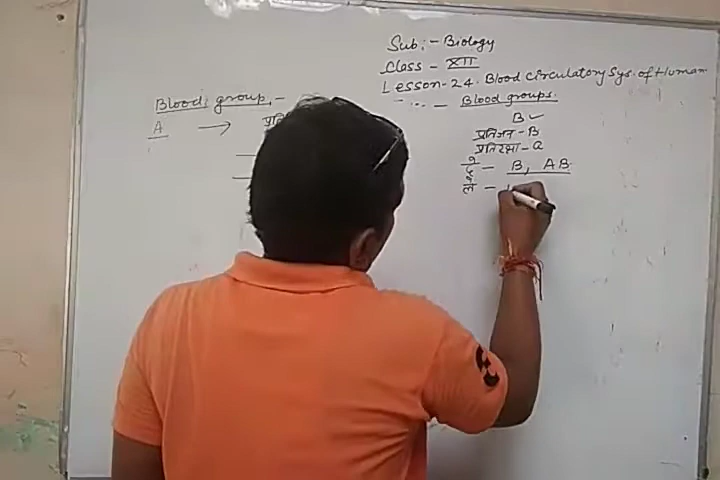 Sub:- Biology
Class - XII
Lesson-24. Blood Circulatory Sys. of Human
" ... - Blood groups.
Blood group -
A →
B ✓
प्रतिजन - B
प्रतिरक्षा - a
दे - B, AB
ले -